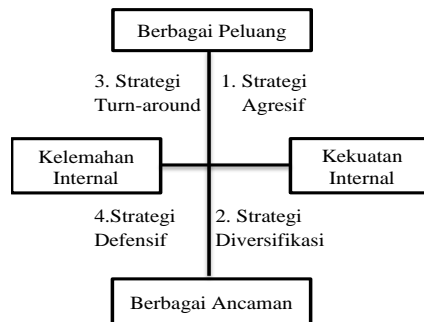 Berbagai Peluang
3. Strategi
Turn-around
1. Strategi
Agresif
Kelemahan
Internal
Kekuatan
Internal
4.Strategi
Defensif
2. Strategi
Diversifikasi
Berbagai Ancaman